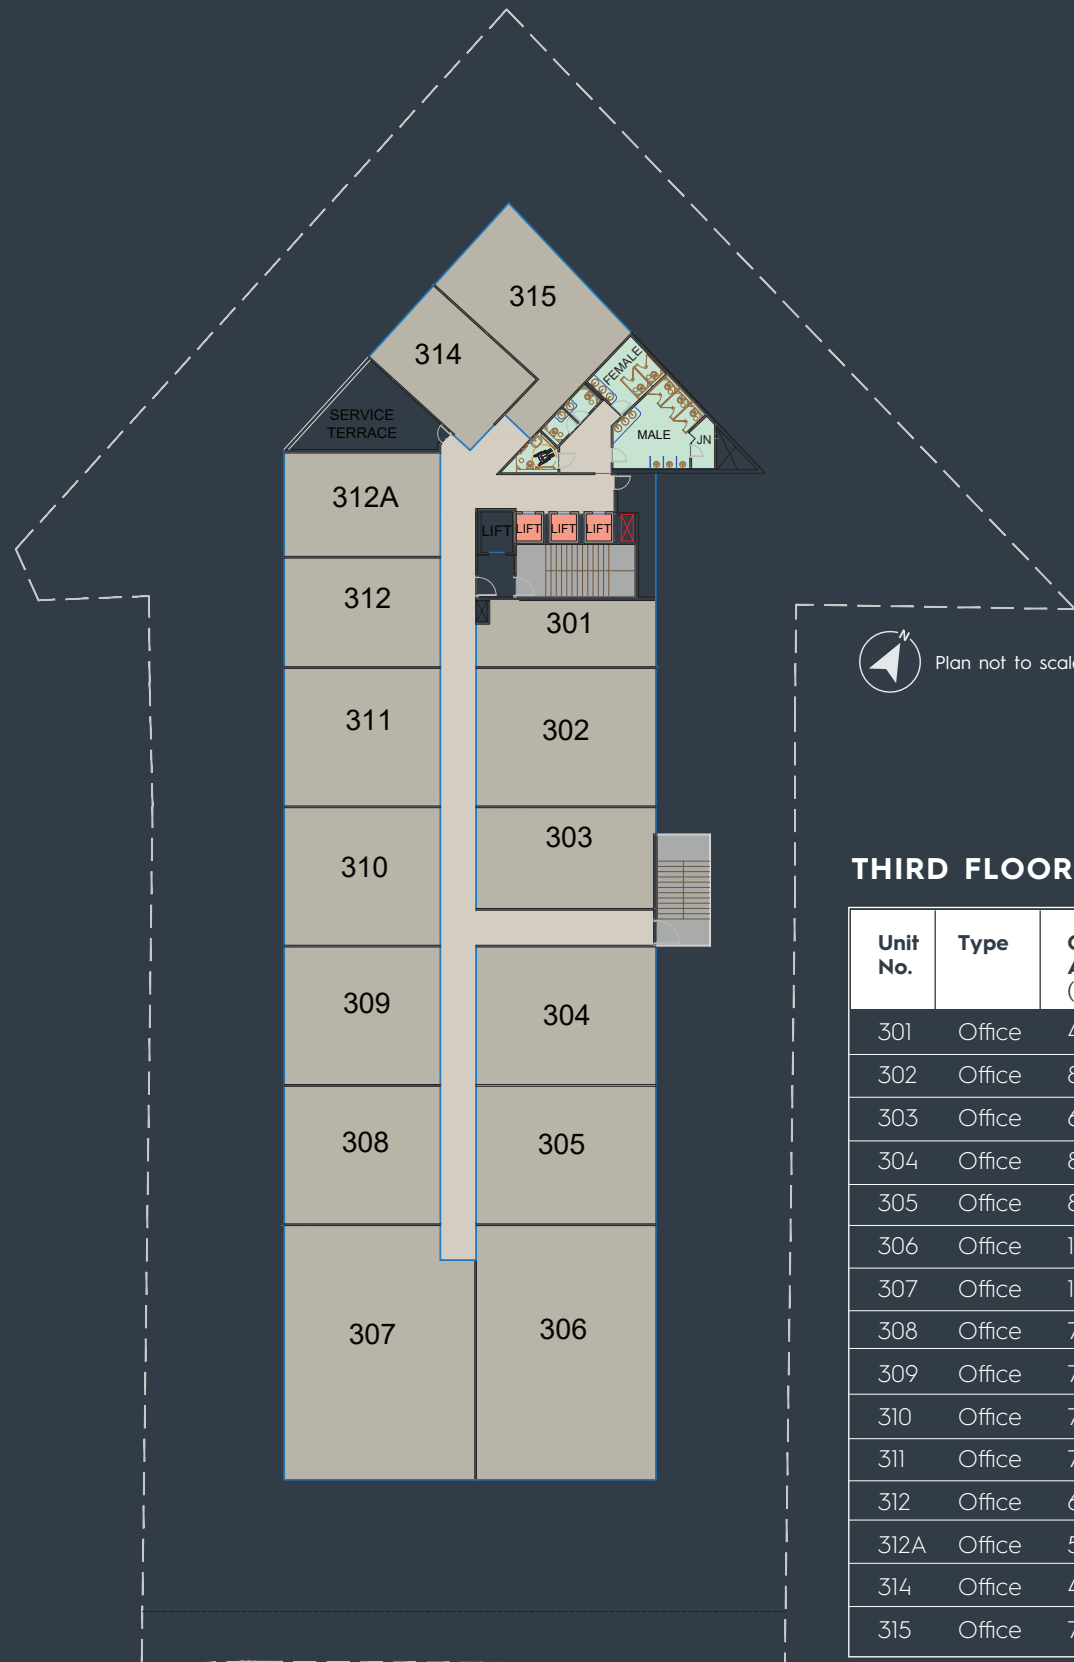 315
314
FEMALE
SERVICE
TERRACE
MALE
JN
312A
LIFT
LIFT
LIFT
LIFT
312
301
N
Plan not to scale
311
302
303
310
THIRD FLOOR
Unit
No.
Type
309
304
301 Office
302 Office
303 Office
304 Office
305 Office
306 Office
307 Office
308 Office
309 Office
310 Office
311 Office
312 Office
312A Office
314 Office
315 Office
308
305
307
306